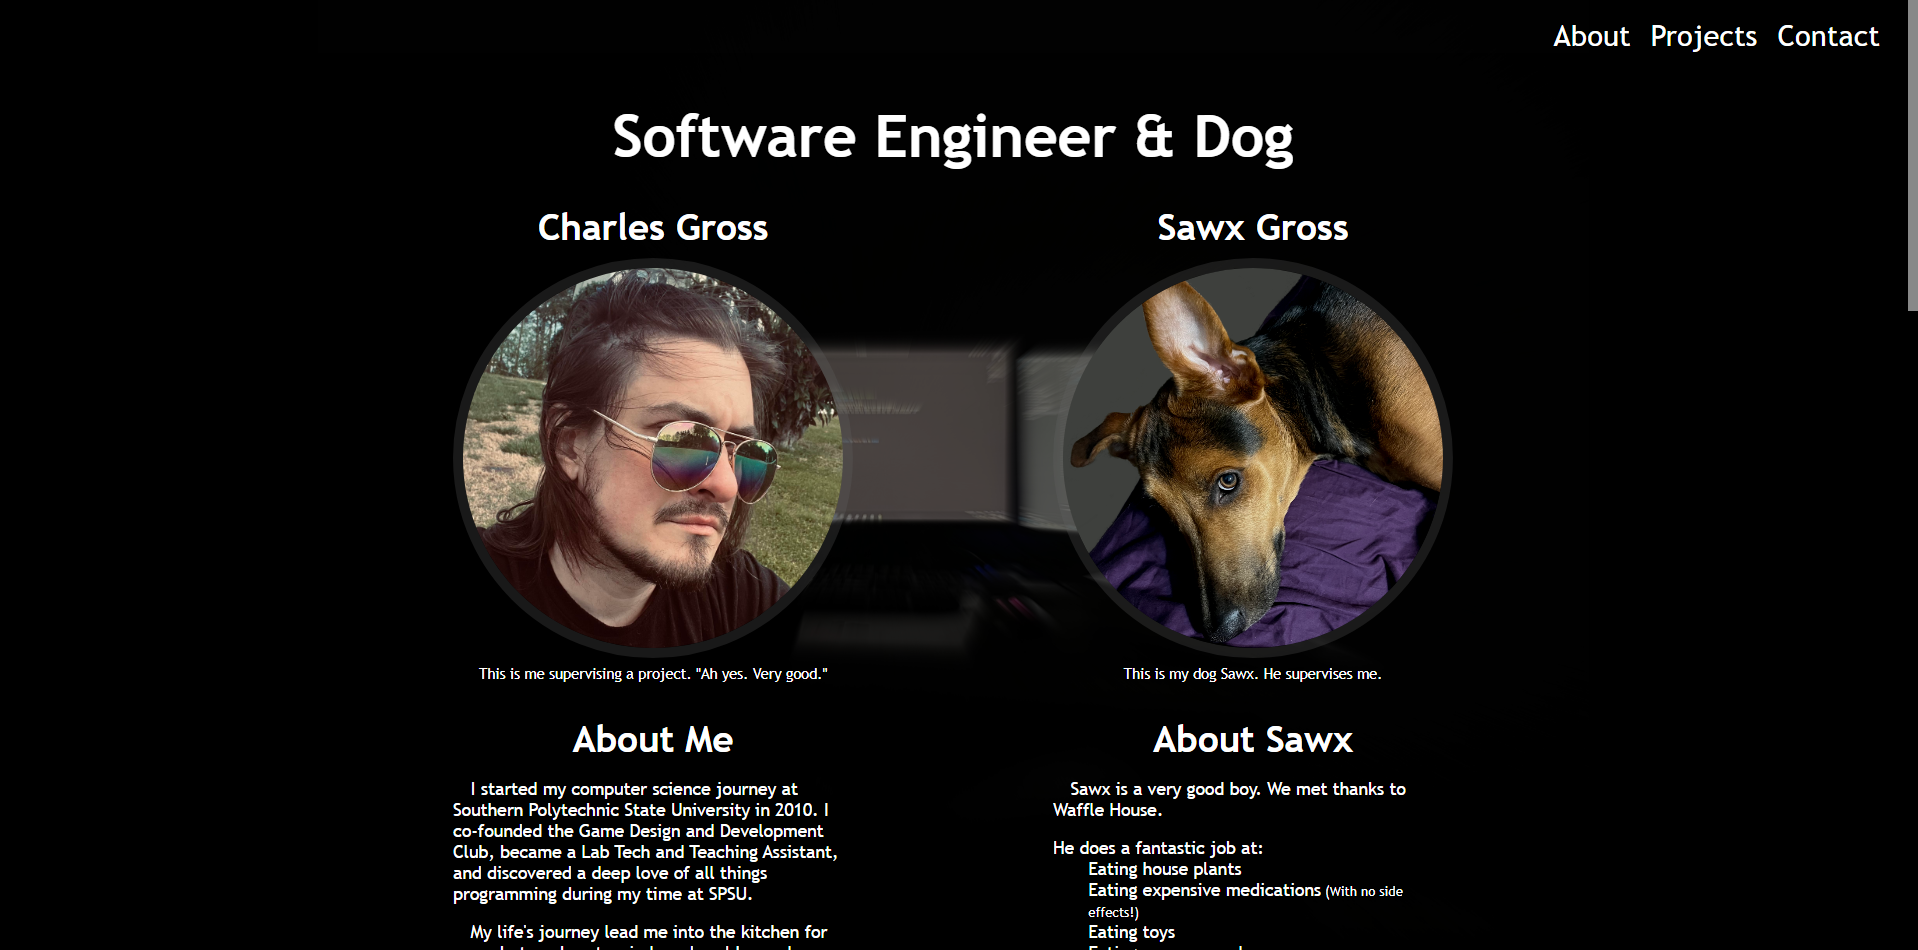 About Projects Contact
Software Engineer & Dog
Charles Gross
Sawx Gross
This is me supervising a project. "Ah yes. Very good."
This is my dog Sawx. He supervises me.
About Me
I started my computer science journey at
Southern Polytechnic State University in 2010. I
co-founded the Game Design and Development
Club, became a Lab Tech and Teaching Assistant,
and discovered a deep love of all things
programming during my time at SPSU.
My life's journey lead me into the kitchen for
About Sawx
Sawx is a very good boy. We met thanks to
Waffle House.
He does a fantastic job at:
Eating house plants
Eating expensive medications (With no side
effects!)
Eating toys